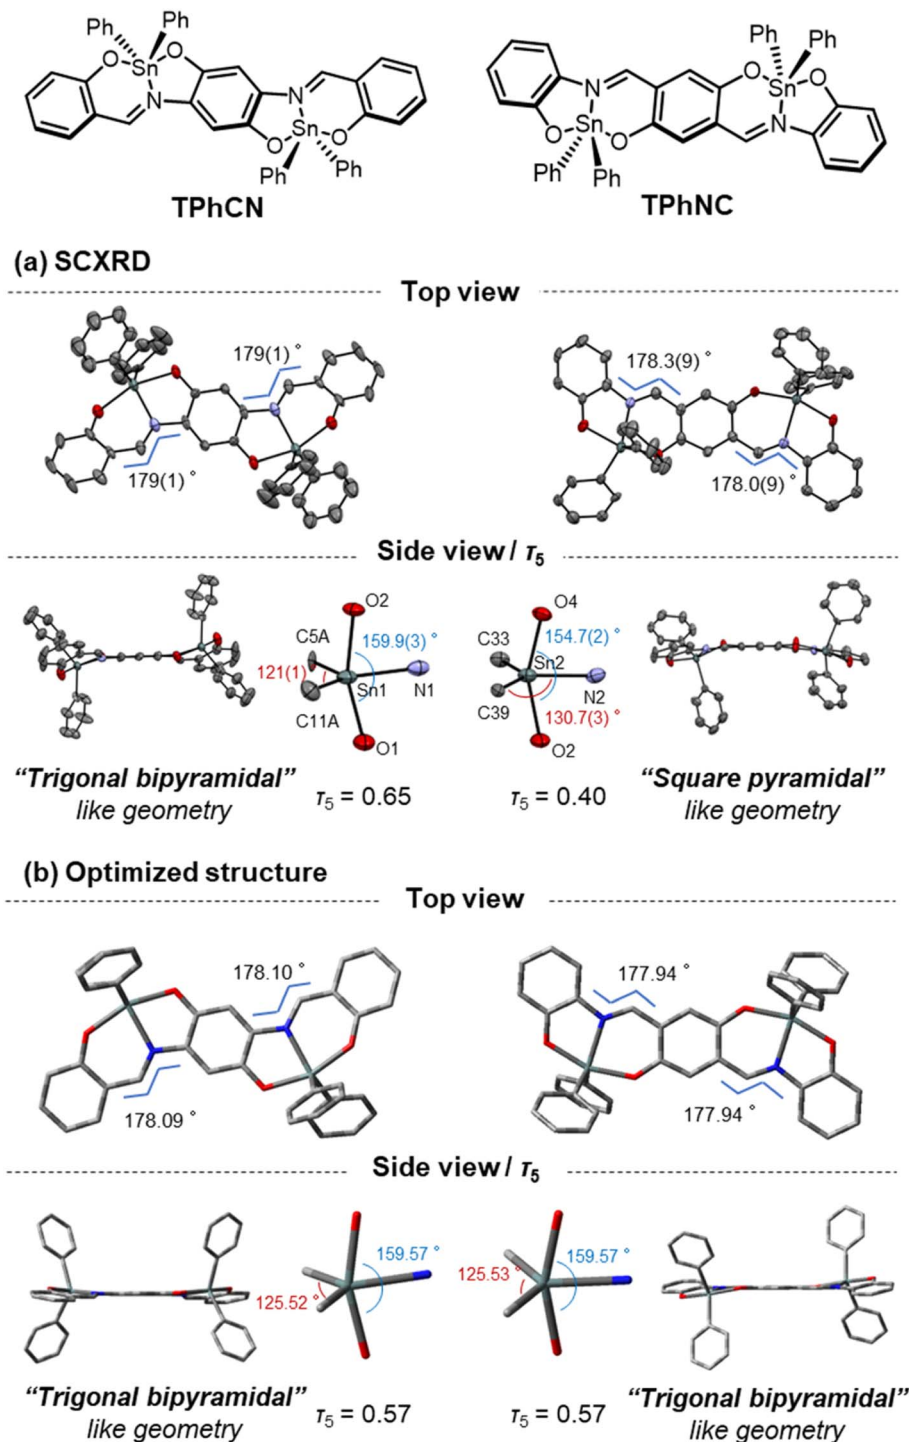 Ph Ph
O Sn O
N
N
Sn
O O
Ph Ph
TPhCN
Ph Ph
O Sn O
N
N
Sn
O O
Ph Ph
TPhNC
(a) SCXRD
Top view
179(1) °
179(1) °
178.3(9) °
178.0(9) °
Side view / τ5
O2
C5A
159.9(3) °
121(1)
Sn1
N1
C11A
O1
O4
C33
154.7(2) °
Sn2
N2
C39
130.7(3) °
O2
“Trigonal bipyramidal”
like geometry
τ5 = 0.65
τ5 = 0.40
“Square pyramidal”
like geometry
(b) Optimized structure
Top view
178.10 °
178.09 °
177.94 °
177.94 °
Side view / τ5
159.57 °
125.52 °
159.57 °
125.53 °
“Trigonal bipyramidal”
like geometry
τ5 = 0.57
τ5 = 0.57
“Trigonal bipyramidal”
like geometry